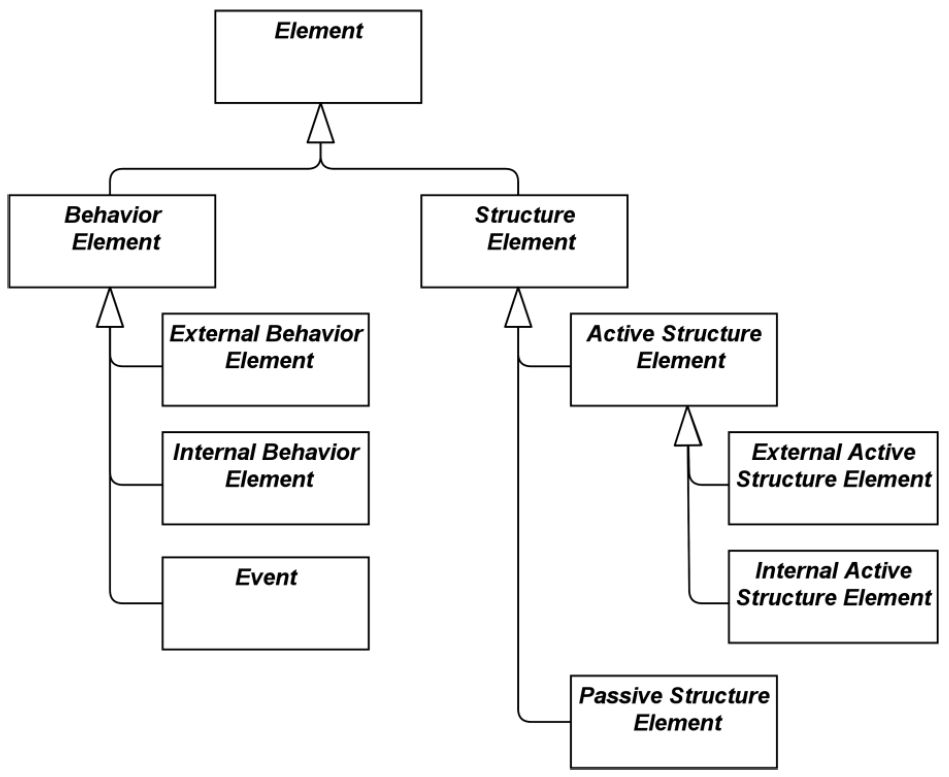 Element
Behavior
Element
Structure
Element
External Behavior
Element
Internal Behavior
Element
Event
Active Structure
Element
External Active
Structure Element
Internal Active
Structure Element
Passive Structure
Element